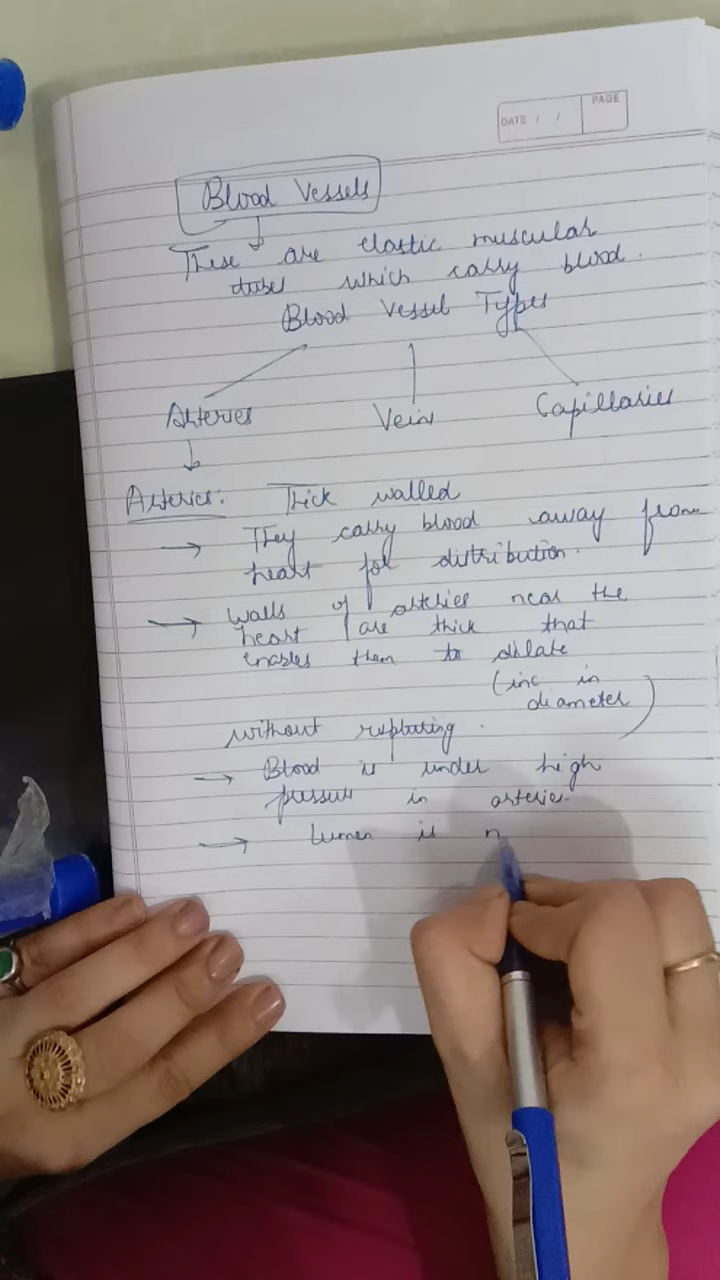 DATE / / PAGE
Blood Vessels
These are elastic muscular
tubes which carry blood.
Blood Vessel Types
Arteries Veins Capillaries
Arteries: Thick walled
→ They carry blood away from
heart for distribution.
→ Walls of arteries near the
heart are thick that
enables them to dilate
(inc in
diameter)
without rupturing.
→ Blood is under high
pressure in arteries
→ Lumen is n